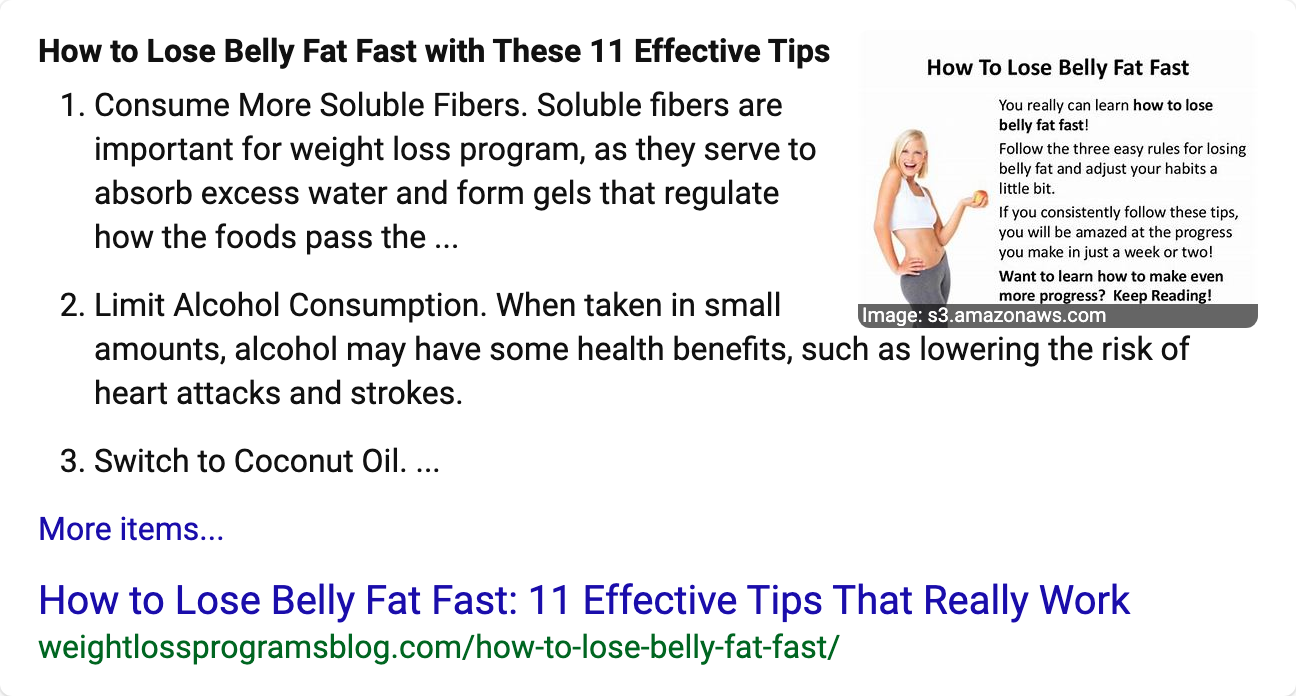 How to Lose Belly Fat Fast with These 11 Effective Tips
1. Consume More Soluble Fibers. Soluble fibers are
important for weight loss program, as they serve to
absorb excess water and form gels that regulate
how the foods pass the ...
2. Limit Alcohol Consumption. When taken in small
amounts, alcohol may have some health benefits, such as lowering the risk of
heart attacks and strokes.
3. Switch to Coconut Oil. ...
How To Lose Belly Fat Fast
You really can learn how to lose
belly fat fast!
Follow the three easy rules for losing
belly fat and adjust your habits a
little bit.
If you consistently follow these tips,
you will be amazed at the progress
you make in just a week or two!
Want to learn how to make even
more progress? Keep Reading!
Image: s3.amazonaws.com
More items...
How to Lose Belly Fat Fast: 11 Effective Tips That Really Work
weightlossprogramsblog.com/how-to-lose-belly-fat-fast/